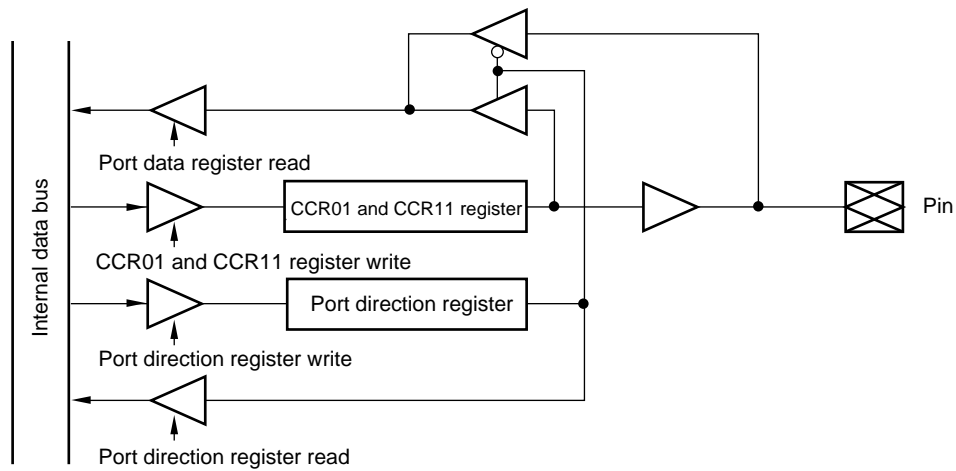 Internal data bus
Port data register read
CCR01 and CCR11 register
Pin
CCR01 and CCR11 register write
Port direction register
Port direction register write
Port direction register read